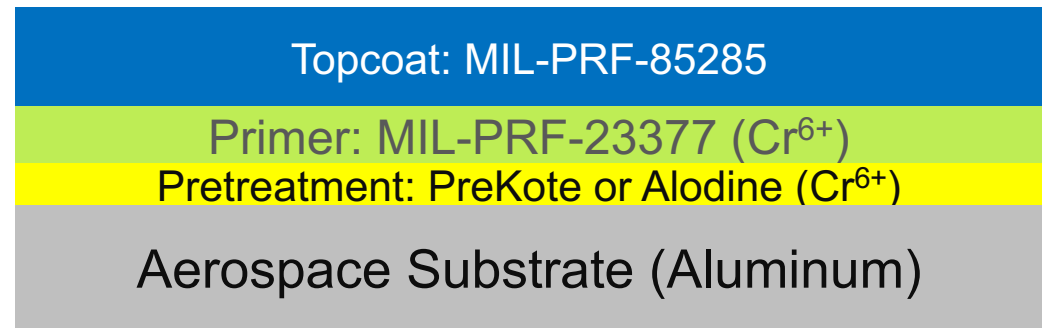 Topcoat: MIL-PRF-85285
Primer: MIL-PRF-23377 (Cr⁶⁺)
Pretreatment: PreKote or Alodine (Cr⁶⁺)
Aerospace Substrate (Aluminum)